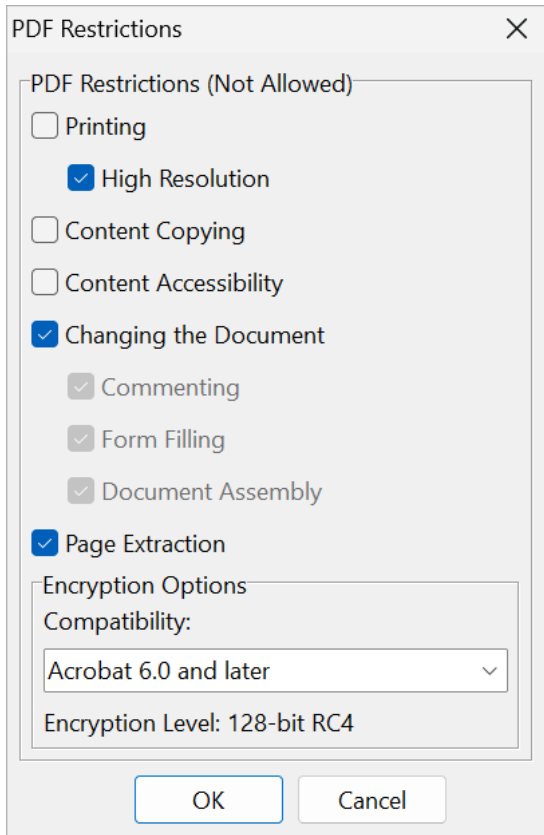 PDF Restrictions
PDF Restrictions (Not Allowed)
Printing
High Resolution
Content Copying
Content Accessibility
Changing the Document
Commenting
Form Filling
Document Assembly
Page Extraction
Encryption Options
Compatibility:
Acrobat 6.0 and later
Encryption Level: 128-bit RC4
OK Cancel